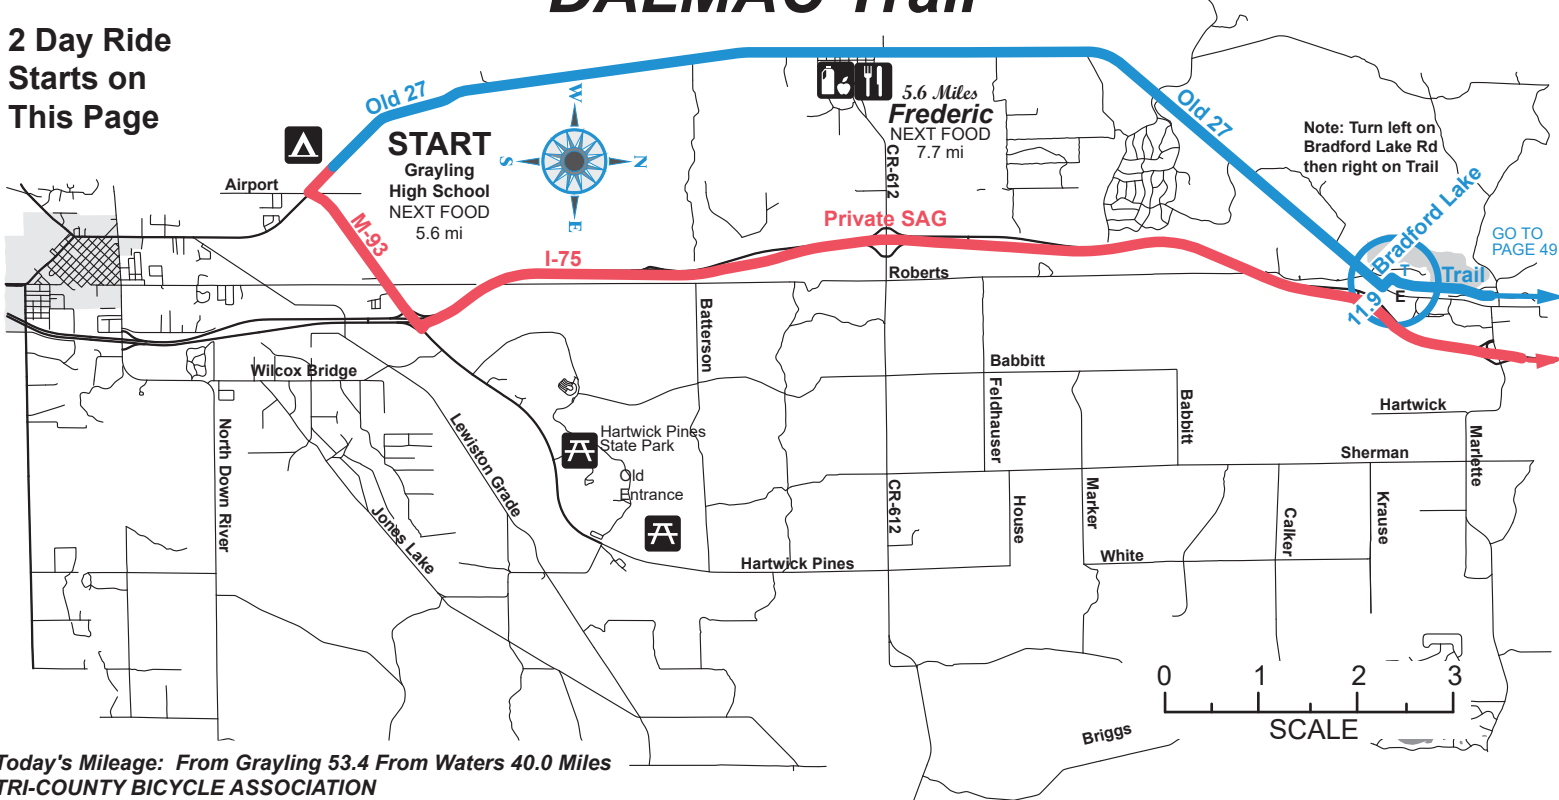 DALMAC Trail
2 Day Ride
Starts on
This Page
Old 27
START
Grayling
High School
NEXT FOOD
5.6 mi
W
S
N
E
5.6 Miles
Frederic
NEXT FOOD
7.7 mi
CR-612
Old 27
Note: Turn left on
Bradford Lake Rd
then right on Trail
Bradford Lake
GO TO
PAGE 49
T
Trail
E
11.9
Airport
M-93
I-75
Private SAG
Roberts
Batterson
Wilcox Bridge
Babbitt
Feldhauser
Babbitt
Hartwick
Marlette
Sherman
North Down River
Lewiston Grade
Hartwick Pines
State Park
Old
Entrance
Jones Lake
CR-612
House
Marker
Calker
Krause
White
Hartwick Pines
0 1 2 3
SCALE
Briggs
Today's Mileage: From Grayling 53.4 From Waters 40.0 Miles
TRI-COUNTY BICYCLE ASSOCIATION